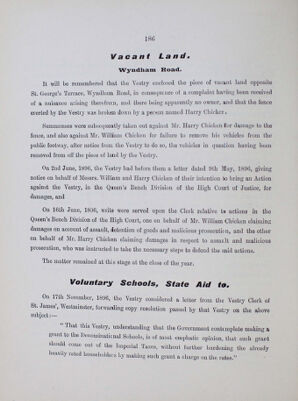 186
Vacant Land.
Wyndham Road.
It will be remembered that the Vestry enclosed the piece of vacant land opposite
St. George's Terrace, Wyndham Road, in consequence of a complaint having been received
of a nuisance arising therefrom, and there being apparently no owner, and that the fence
erected by the Vestry was broken down by a person named Harry Chicken.
Summonses were subsequently taken out against Mr. Harry Chicken for damage to the
fence, and also against Mr. William Chicken for failure to remove his vehicles from the
public footway, after notice from the Vestry to do so, the vehicles in question having been
removed from off the piece of land by the Vestry.
On 2nd June, 1896, the Vestry had before them a letter dated 9th May, 1896, giving
notice on behalf of Messrs. William and Harry Chicken of their intention to bring an Action
against the Vestry, in the Queen's Bench Division of the High Court of Justice, for
damages, and
On 16th June, 1896, writs were served upon the Clerk relative to actions in the
Queen's Bench Division of the High Court, one on behalf of Mr. William Chicken claiming
damages on account of assault, detention of goods and malicious prosecution, and the other
on behalf of Mr. Harry Chicken claiming damages in respect to assault and malicious
prosecution, who was instructed to take the necessary steps to defend the said actions.
The matter remained at this stage at the close of the year.
Voluntary Schools, State Aid to.
On 17th November, 1896, the Vestry considered a letter from the Vestry Clerk of
St. James', Westminster, forwarding copy resolution passed by that Vestry on the above
subject:—
"That this Vestry, understanding that the Government contemplate making a
grant to the Denominational Schools, is of most emphatic opinion, that such grant
should come out of the Imperial Taxes, without further burdening the already
heavily rated householders by making such grant a charge on the rates."